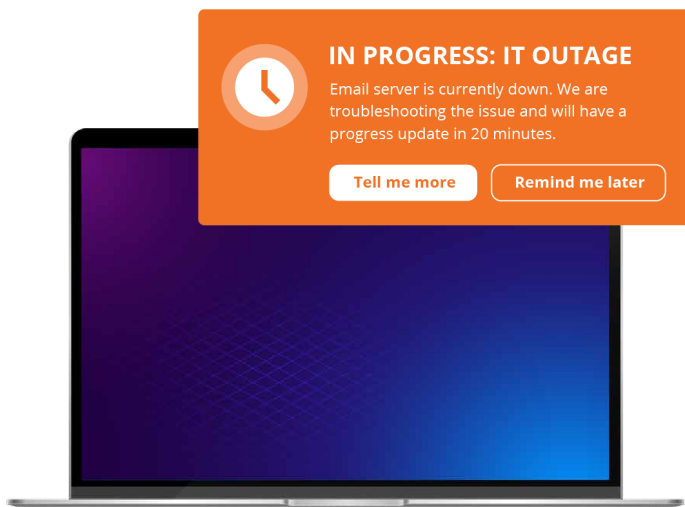 IN PROGRESS: IT OUTAGE
Email server is currently down. We are
troubleshooting the issue and will have a
progress update in 20 minutes.
Tell me more
Remind me later